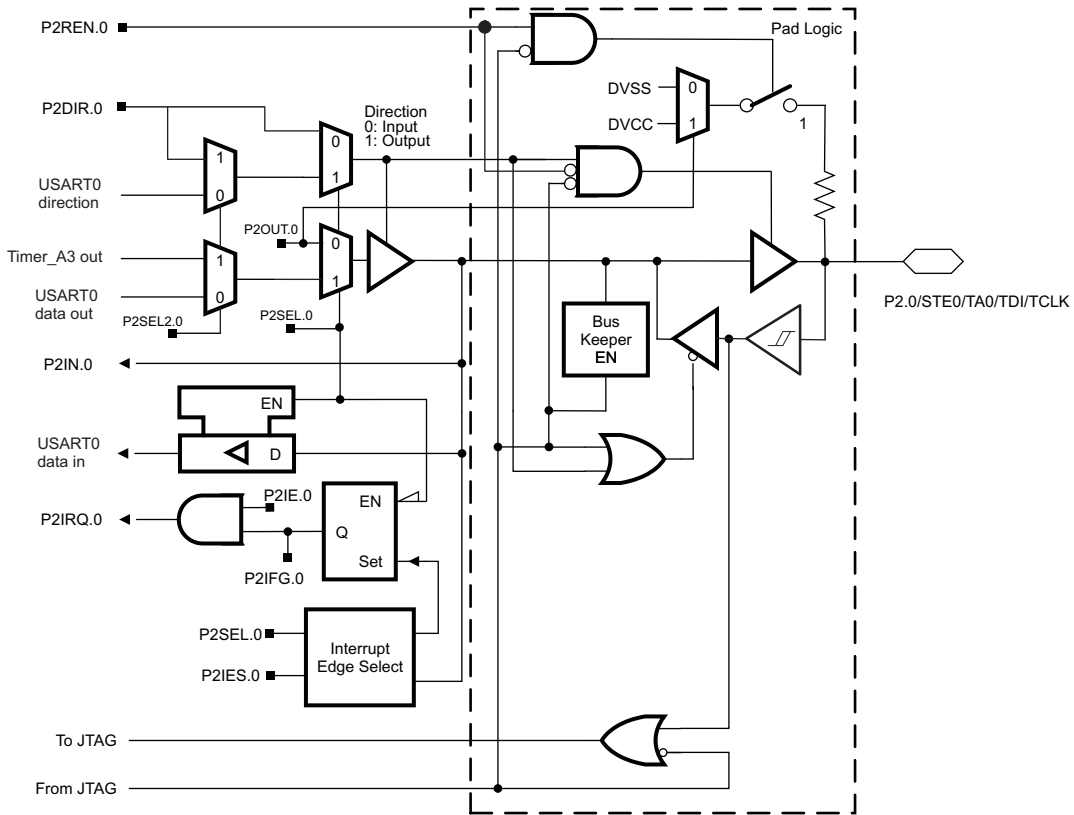 P2REN.0
Pad Logic
P2DIR.0
DVSS
0
DVCC
1
1
Direction
0: Input
1: Output
0
1
1
0
USART0
direction
P2OUT.0
0
1
Timer_A3 out
1
0
USART0
data out
P2SEL2.0
P2SEL.0
P2.0/STE0/TA0/TDI/TCLK
Bus
Keeper
EN
P2IN.0
EN
USART0
data in
D
P2IE.0
P2IRQ.0
EN
Q
Set
P2IFG.0
P2SEL.0
P2IES.0
Interrupt
Edge Select
To JTAG
From JTAG